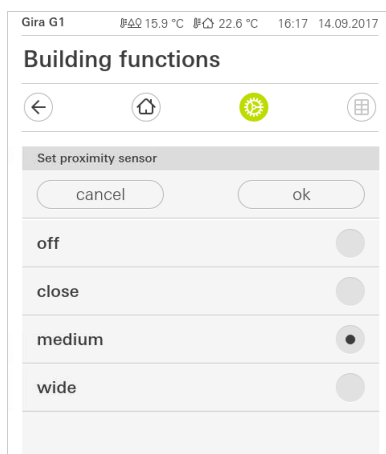 Gira G1 15.9 °C 22.6 °C 16:17 14.09.2017
Building functions
Set proximity sensor
cancel ok
off
close
medium
wide